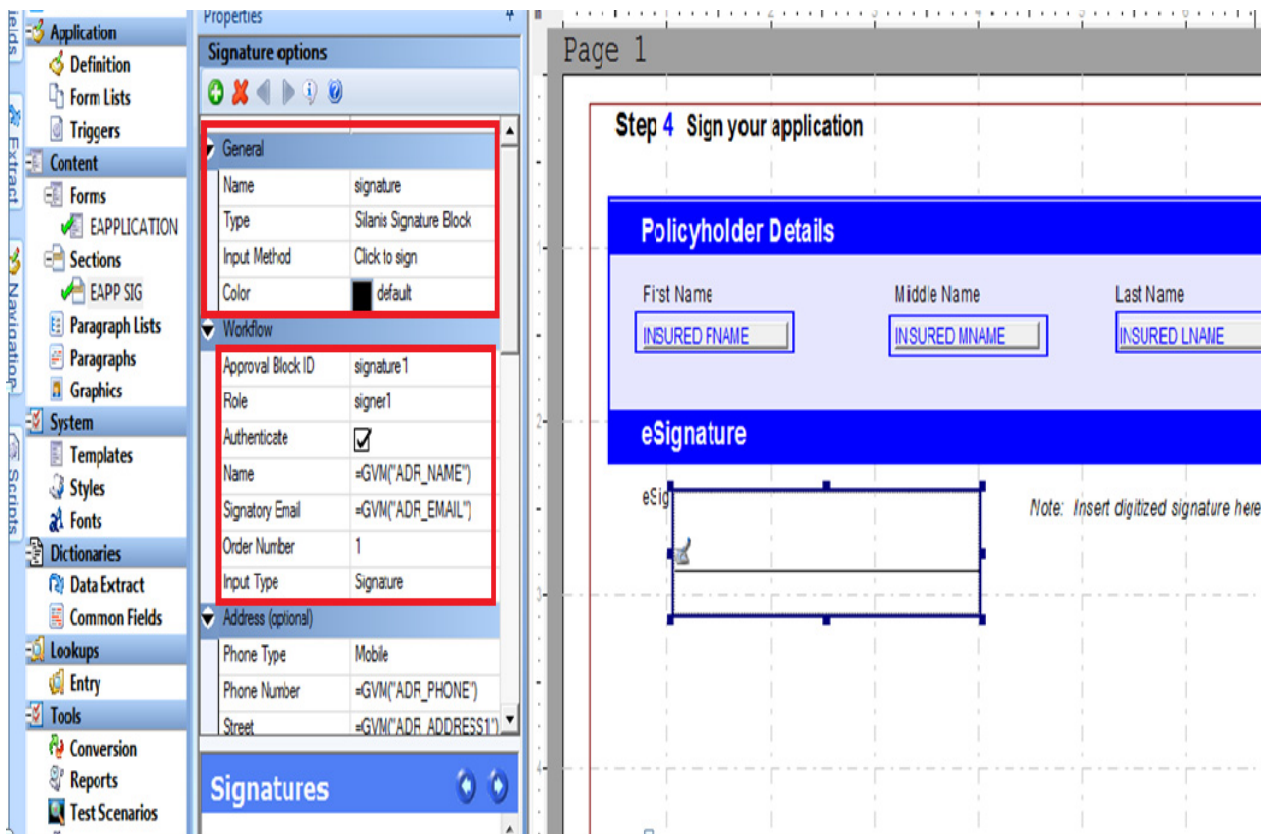 Fields
Extract
Navigation
Scripts
Application
Definition
Form Lists
Triggers
Content
Forms
EAPPLICATION
Sections
EAPP SIG
Paragraph Lists
Paragraphs
Graphics
System
Templates
Styles
Fonts
Dictionaries
Data Extract
Common Fields
Lookups
Entry
Tools
Conversion
Reports
Test Scenarios
Properties
Signature options
General
Name signature
Type Silanis Signature Block
Input Method Click to sign
Color default
Workflow
Approval Block ID signature1
Role signer1
Authenticate
Name =GVM("ADR_NAME")
Signatory Email =GVM("ADR_EMAIL")
Order Number 1
Input Type Signature
Address (optional)
Phone Type Mobile
Phone Number =GVM("ADR_PHONE")
Street =GVM("ADR_ADDRESS1")
Signatures
Page 1
Step 4 Sign your application
Policyholder Details
First Name Middle Name Last Name
INSURED FNAME INSURED MNAME INSURED LNAME
eSignature
eSig
Note: Insert digitized signature here